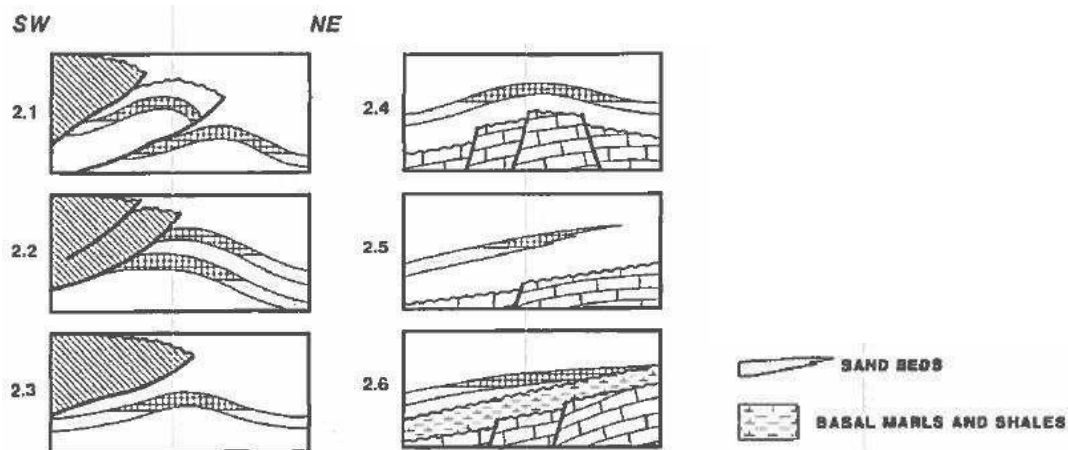 SW NE
2.1
2.2
2.3
2.4
2.5
2.6
SAND BEDS
BASAL MARLS AND SHALES